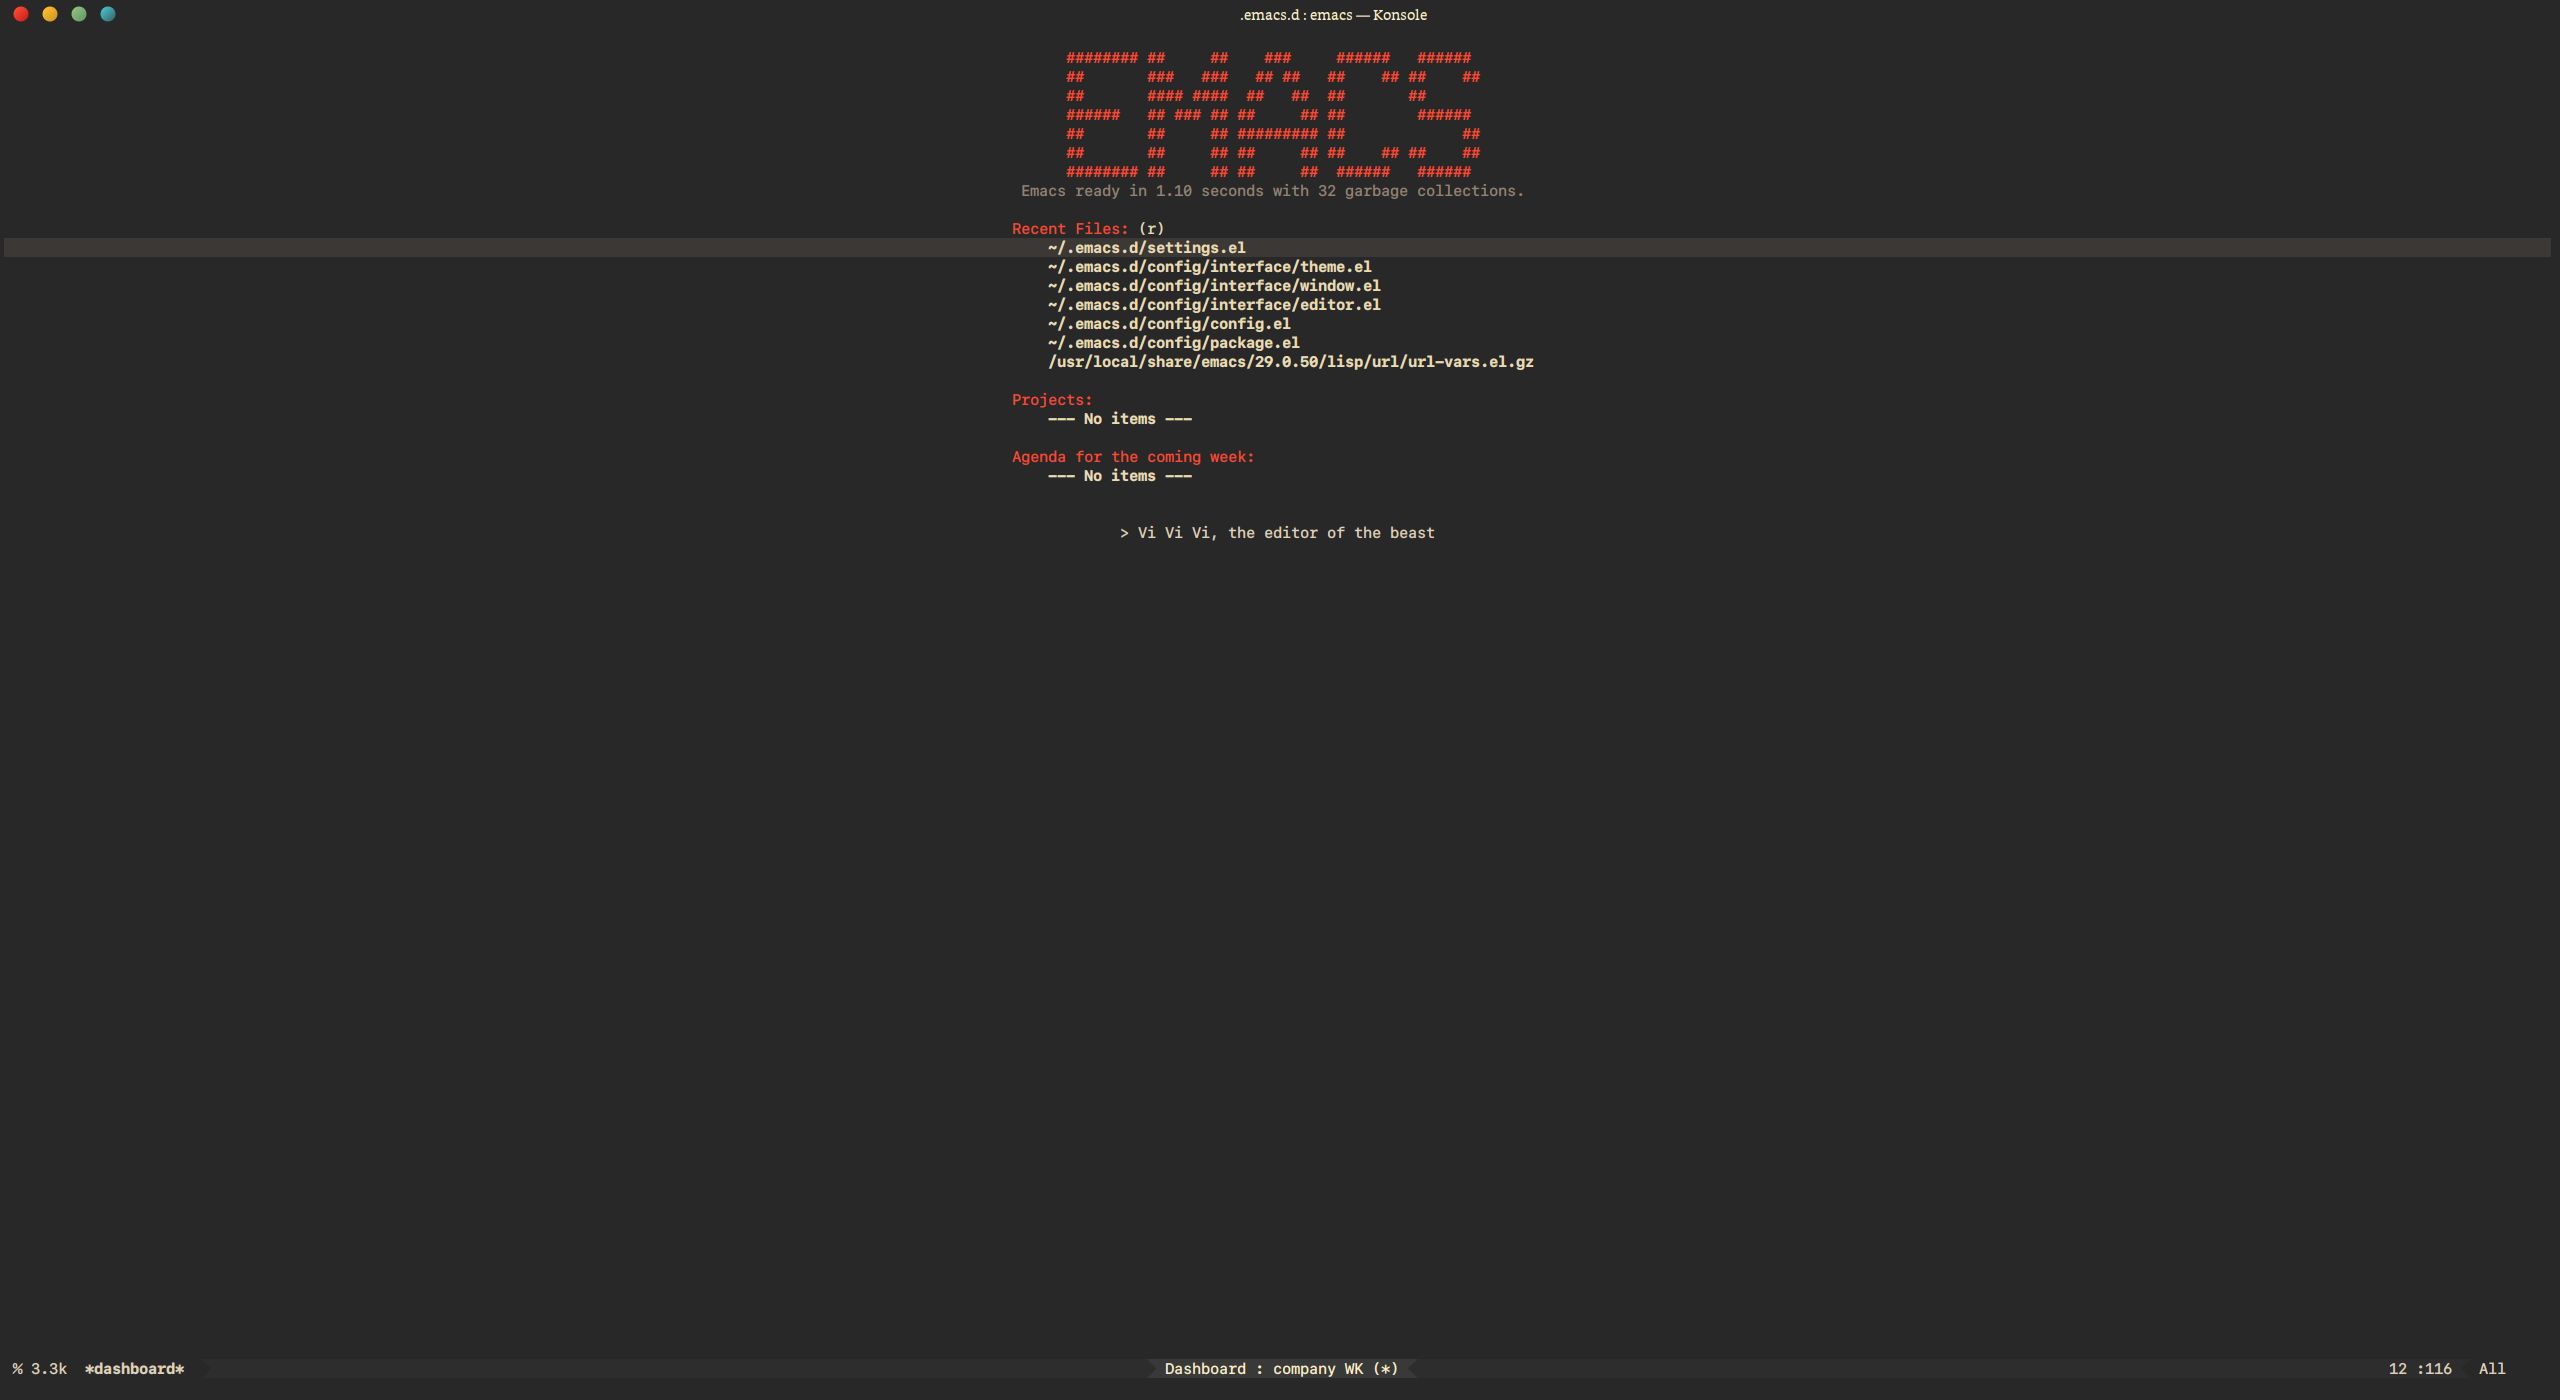 .emacs.d : emacs — Konsole
######## ##     ##    ###     ######   ######
##       ###   ###   ## ##   ##    ## ##    ##
##       #### ####  ##   ##  ##       ##
######   ## ### ## ##     ## ##        ######
##       ##     ## ######### ##             ##
##       ##     ## ##     ## ##    ## ##    ##
######## ##     ## ##     ##  ######   ######
Emacs ready in 1.10 seconds with 32 garbage collections.
Recent Files: (r)
~/.emacs.d/settings.el
~/.emacs.d/config/interface/theme.el
~/.emacs.d/config/interface/window.el
~/.emacs.d/config/interface/editor.el
~/.emacs.d/config/config.el
~/.emacs.d/config/package.el
/usr/local/share/emacs/29.0.50/lisp/url/url-vars.el.gz
Projects:
--- No items ---
Agenda for the coming week:
--- No items ---
> Vi Vi Vi, the editor of the beast
% 3.3k *dashboard* Dashboard : company WK (*) 12 :116 All